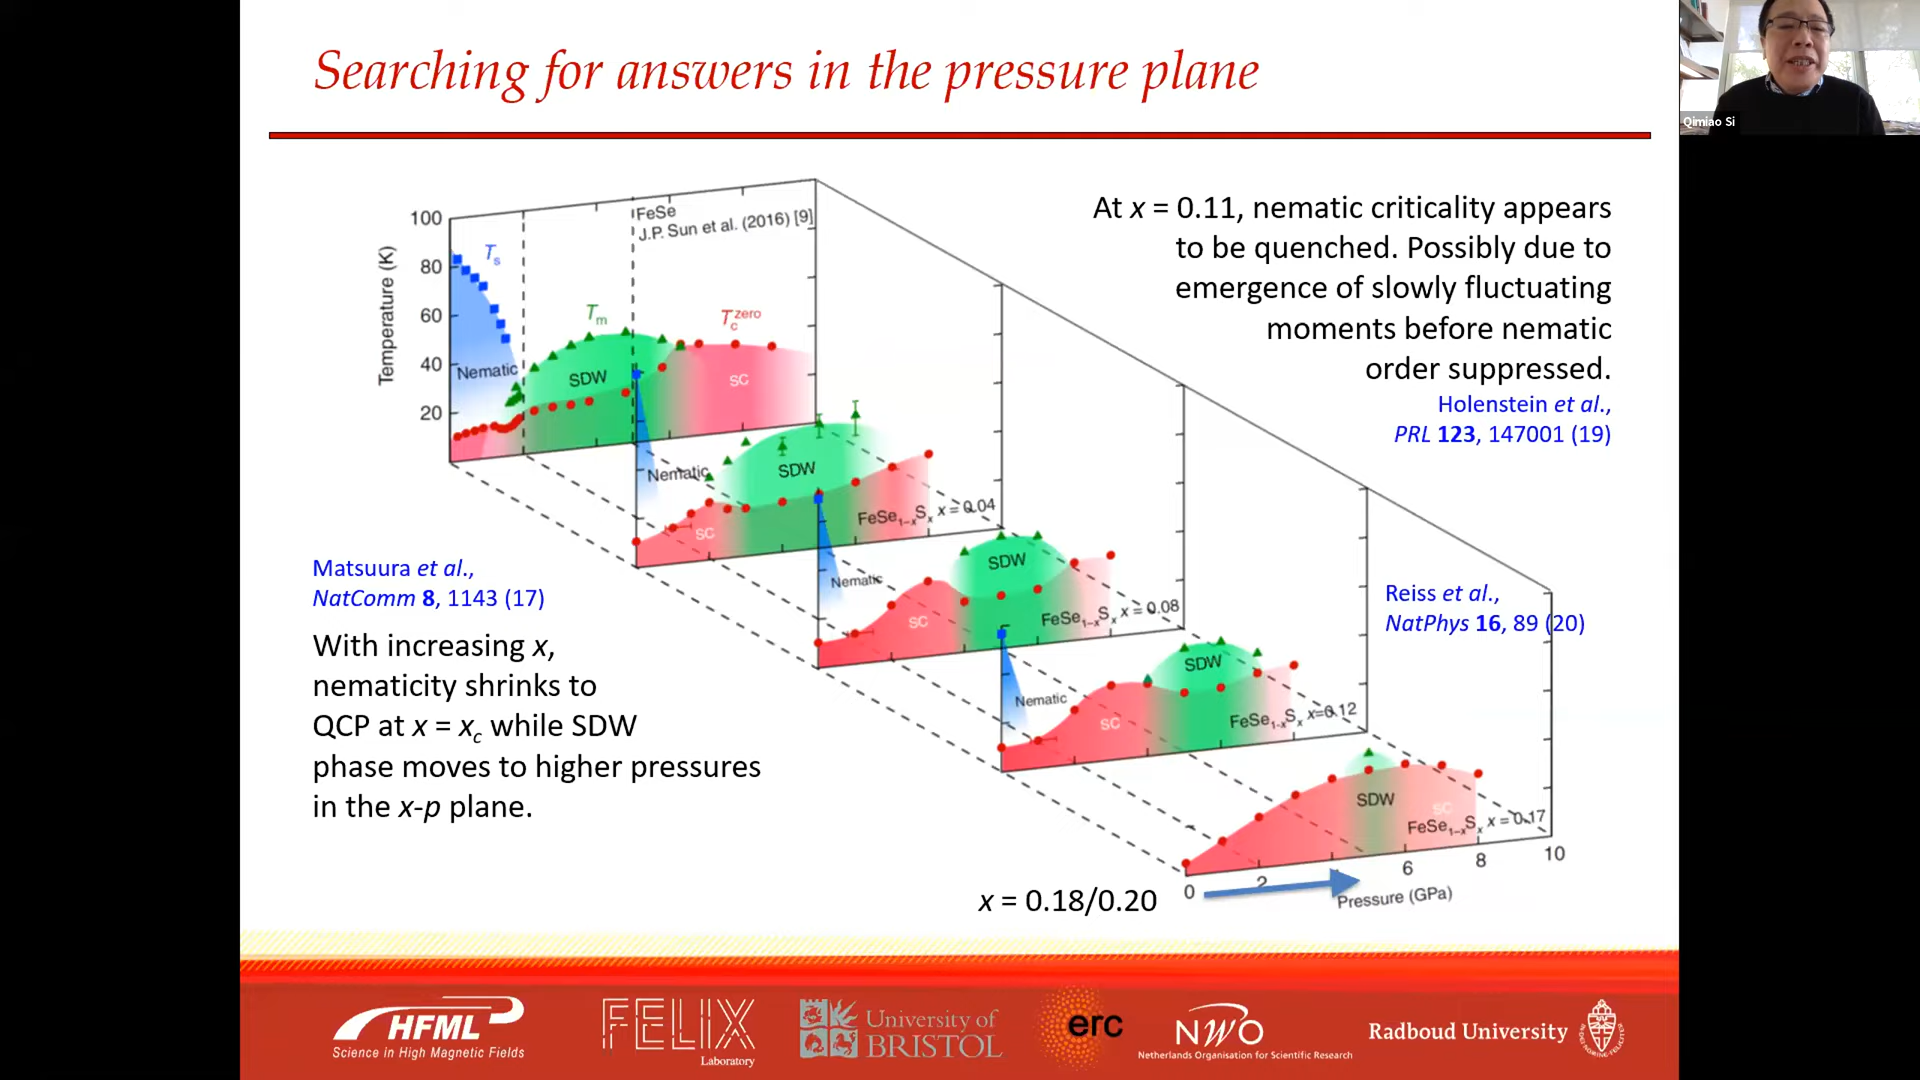 Searching for answers in the pressure plane
Qimiao Si
At x = 0.11, nematic criticality appears
to be quenched. Possibly due to
emergence of slowly fluctuating
moments before nematic
order suppressed.
Holenstein et al.,
PRL 123, 147001 (19)
Temperature (K)
100
80
60
40
20
Ts
FeSe
J.P. Sun et al. (2016) [9]
Tm
Tc zero
Nematic
SDW
SC
Nematic
SDW
SC
FeSe1-xSx x = 0.04
Nematic
SDW
SC
FeSe1-xSx x = 0.08
Nematic
SDW
SC
FeSe1-xSx x=0.12
SDW
SC
FeSe1-xSx x = 0.17
0
2
6
8
10
Pressure (GPa)
Matsuura et al.,
NatComm 8, 1143 (17)
With increasing x,
nematicity shrinks to
QCP at x = xc while SDW
phase moves to higher pressures
in the x-p plane.
Reiss et al.,
NatPhys 16, 89 (20)
x = 0.18/0.20
HFML
Science in High Magnetic Fields
FELIX
Laboratory
University of
BRISTOL
erc
NWO
Netherlands Organisation for Scientific Research
Radboud University